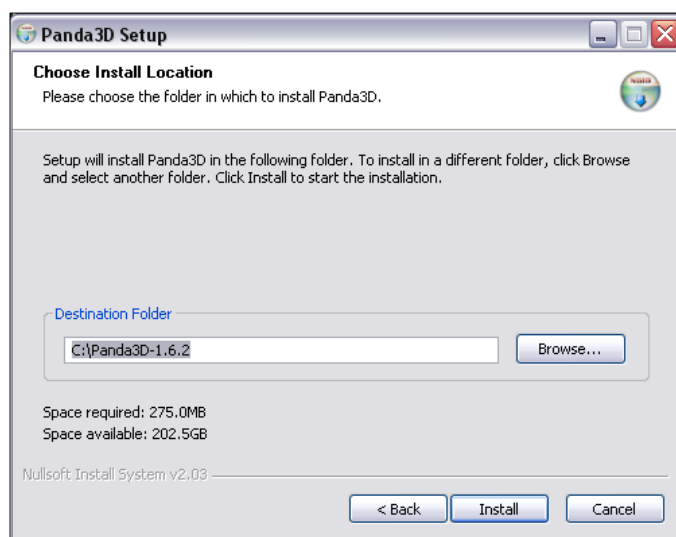 Panda3D Setup
Choose Install Location
Please choose the folder in which to install Panda3D.
Setup will install Panda3D in the following folder. To install in a different folder, click Browse
and select another folder. Click Install to start the installation.
Destination Folder
C:\Panda3D-1.6.2
Browse...
Space required: 275.0MB
Space available: 202.5GB
Nullsoft Install System v2.03
< Back Install Cancel